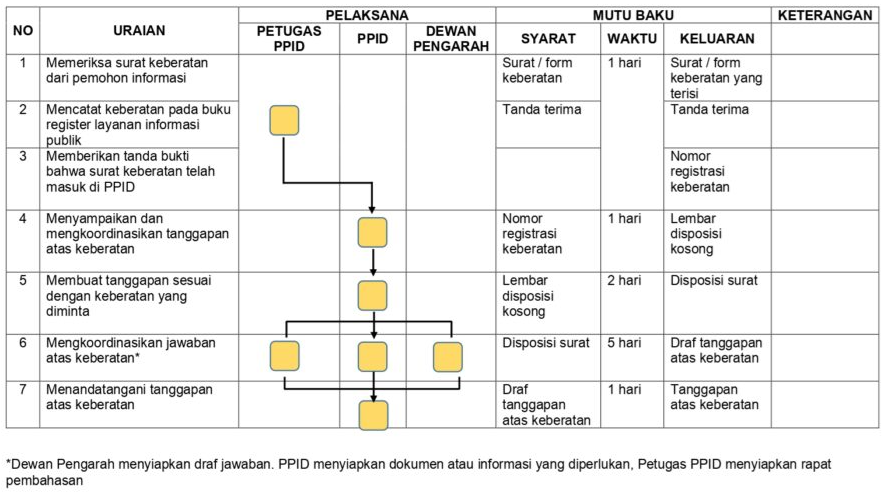 NO URAIAN PELAKSANA MUTU BAKU KETERANGAN
PETUGAS PPID PPID DEWAN PENGARAH SYARAT WAKTU KELUARAN
1 Memeriksa surat keberatan Surat / form 1 hari Surat / form
dari pemohon informasi keberatan keberatan yang
terisi
2 Mencatat keberatan pada buku Tanda terima Tanda terima
register layanan informasi
publik
3 Memberikan tanda bukti Nomor
bahwa surat keberatan telah registrasi
masuk di PPID keberatan
4 Menyampaikan dan Nomor 1 hari Lembar
mengkoordinasikan tanggapan registrasi disposisi
atas keberatan keberatan kosong
5 Membuat tanggapan sesuai Lembar 2 hari Disposisi surat
dengan keberatan yang disposisi
diminta kosong
6 Mengkoordinasikan jawaban Disposisi surat 5 hari Draf tanggapan
atas keberatan* atas keberatan
7 Menandatangani tanggapan Draf 1 hari Tanggapan
atas keberatan tanggapan atas keberatan
atas keberatan
*Dewan Pengarah menyiapkan draf jawaban. PPID menyiapkan dokumen atau informasi yang diperlukan, Petugas PPID menyiapkan rapat
pembahasan